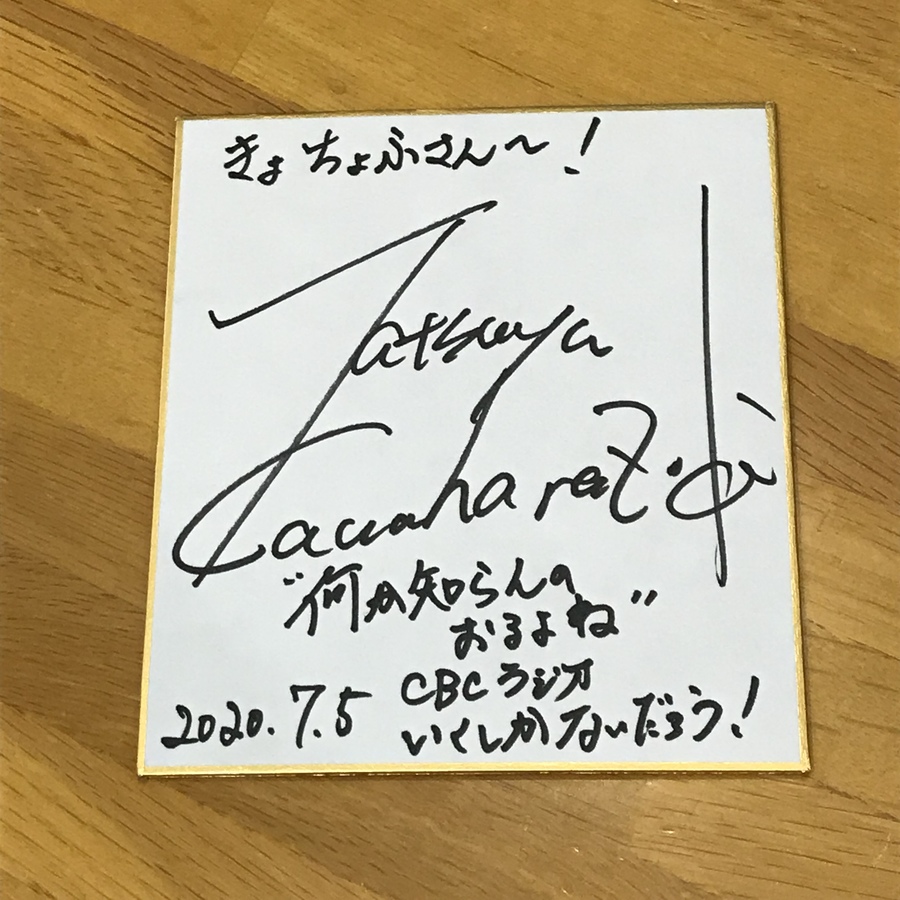 きょちょふさん〜!
Tatsuya
Kawaharazuki
"何か知らんの
おるよね"
2020.7.5
CBCラジオ
いくしかないだろう!